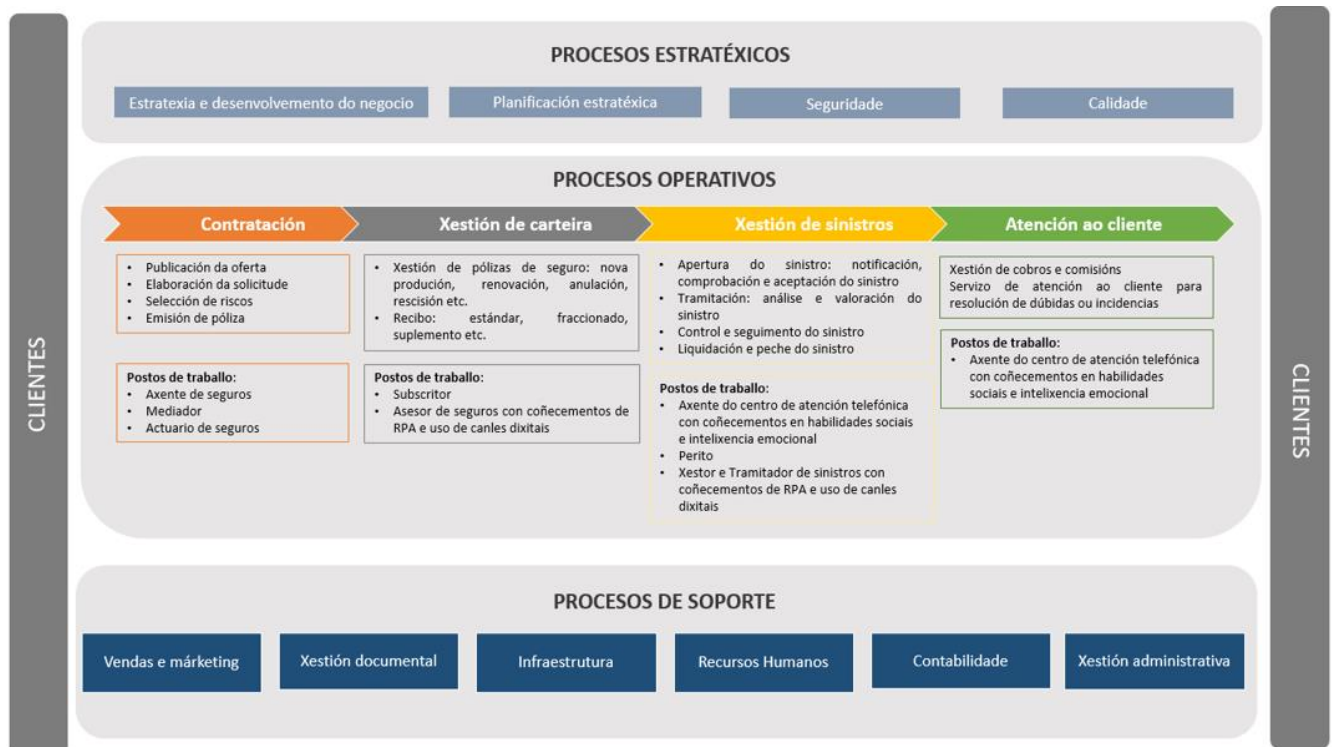 CLIENTES
PROCESOS ESTRATÉXICOS
Estratexia e desenvolvemento do negocio
Planificación estratéxica
Seguridade
Calidade
PROCESOS OPERATIVOS
Contratación
Xestión de carteira
Xestión de sinistros
Atención ao cliente
• Publicación da oferta
• Elaboración da solicitude
• Selección de riscos
• Emisión de póliza
Postos de traballo:
• Axente de seguros
• Mediador
• Actuario de seguros
• Xestión de pólizas de seguro: nova
produción, renovación, anulación,
rescisión etc.
• Recibo: estándar, fraccionado,
suplemento etc.
Postos de traballo:
• Subscritor
• Asesor de seguros con coñecementos de
RPA e uso de canles dixitais
• Apertura do sinistro: notificación,
comprobación e aceptación do sinistro
• Tramitación: análise e valoración do
sinistro
• Control e seguimento do sinistro
• Liquidación e peche do sinistro
Postos de traballo:
• Axente do centro de atención telefónica
con coñecementos en habilidades sociais
e intelixencia emocional
• Perito
• Xestor e Tramitador de sinistros con
coñecementos de RPA e uso de canles
dixitais
Xestión de cobros e comisións
Servizo de atención ao cliente para
resolución de dúbidas ou incidencias
Postos de traballo:
• Axente do centro de atención telefónica
con coñecementos en habilidades
sociais e intelixencia emocional
PROCESOS DE SOPORTE
Vendas e márketing
Xestión documental
Infraestrutura
Recursos Humanos
Contabilidade
Xestión administrativa
CLIENTES